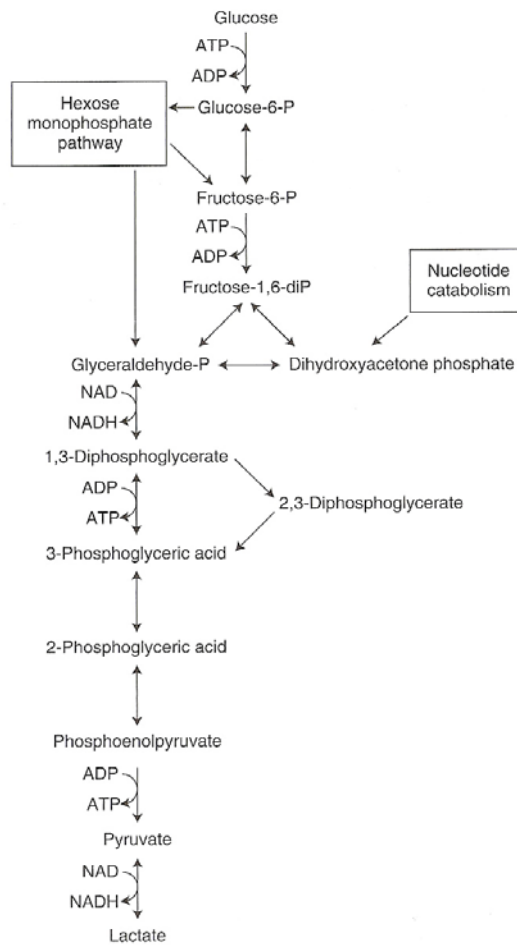 Glucose
ATP
ADP
Glucose-6-P
Hexose
monophosphate
pathway
Fructose-6-P
ATP
ADP
Fructose-1,6-diP
Nucleotide
catabolism
Glyceraldehyde-P
Dihydroxyacetone phosphate
NAD
NADH
1,3-Diphosphoglycerate
ADP
ATP
2,3-Diphosphoglycerate
3-Phosphoglyceric acid
2-Phosphoglyceric acid
Phosphoenolpyruvate
ADP
ATP
Pyruvate
NAD
NADH
Lactate